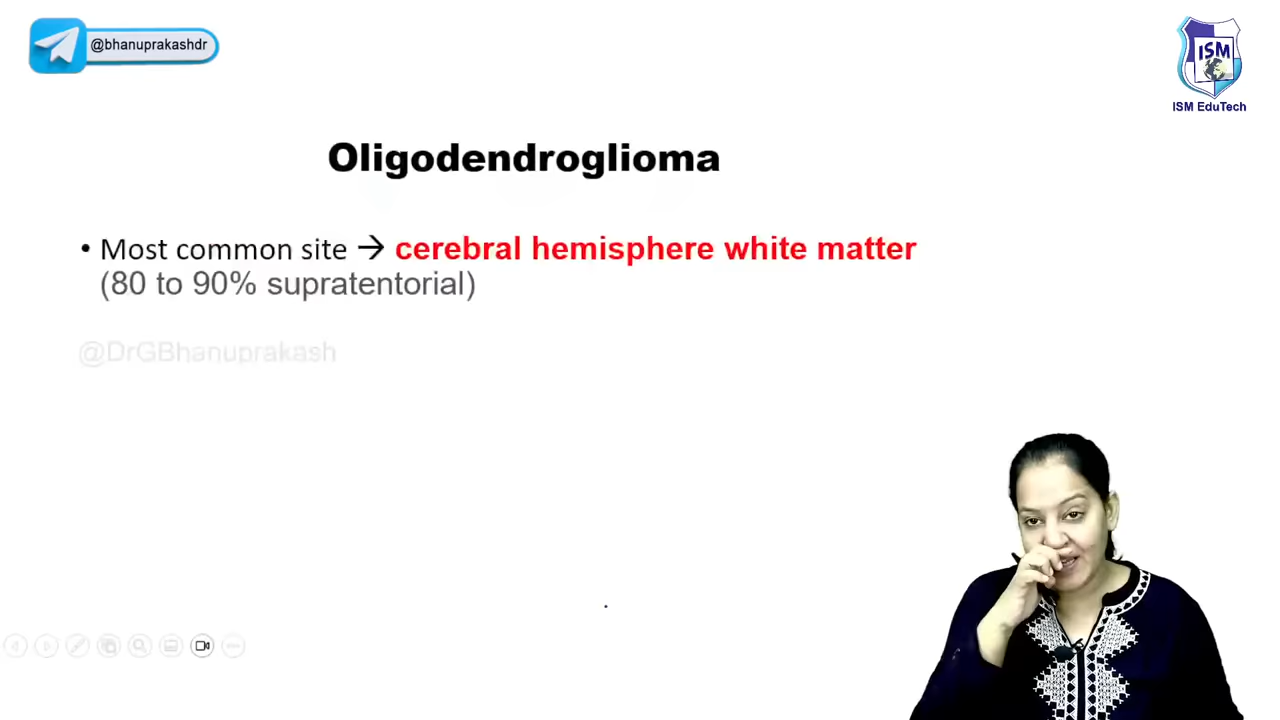 @bhanuprakashdr
ISM
ISM EduTech
Oligodendroglioma
• Most common site → cerebral hemisphere white matter
(80 to 90% supratentorial)
@DrGBhanuprakash